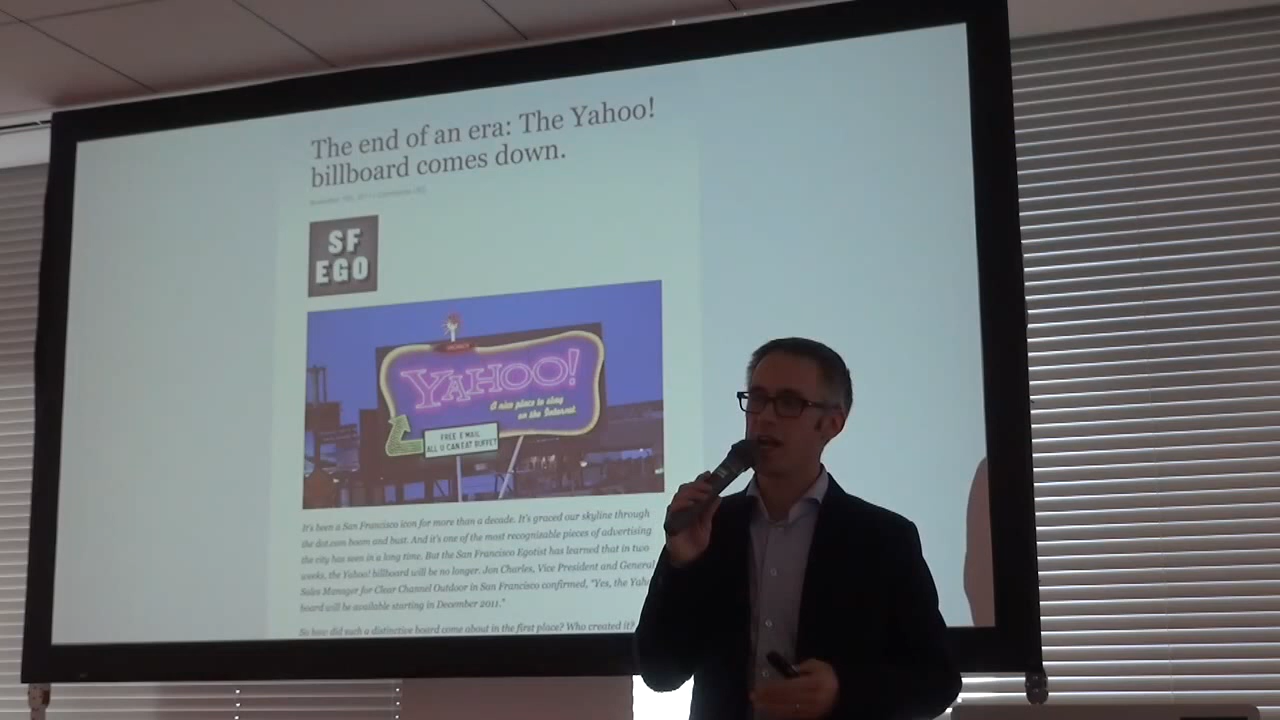 The end of an era: The Yahoo!
billboard comes down.
SF
EGO
YAHOO!
A nice place to stay
on the Internet.
FREE E MAIL
ALL U CAN EAT BUFFET
It's been a San Francisco icon for more than a decade. It's graced our skyline through
the dot.com boom and bust. And it's one of the most recognizable pieces of advertising
the city has seen in a long time. But the San Francisco Egotist has learned that in two
weeks, the Yahoo! billboard will be no longer. Jon Charles, Vice President and General
Sales Manager for Clear Channel Outdoor in San Francisco confirmed, "Yes, the Yah
board will be available starting in December 2011."
So how did such a distinctive board come about in the first place? Who created it?